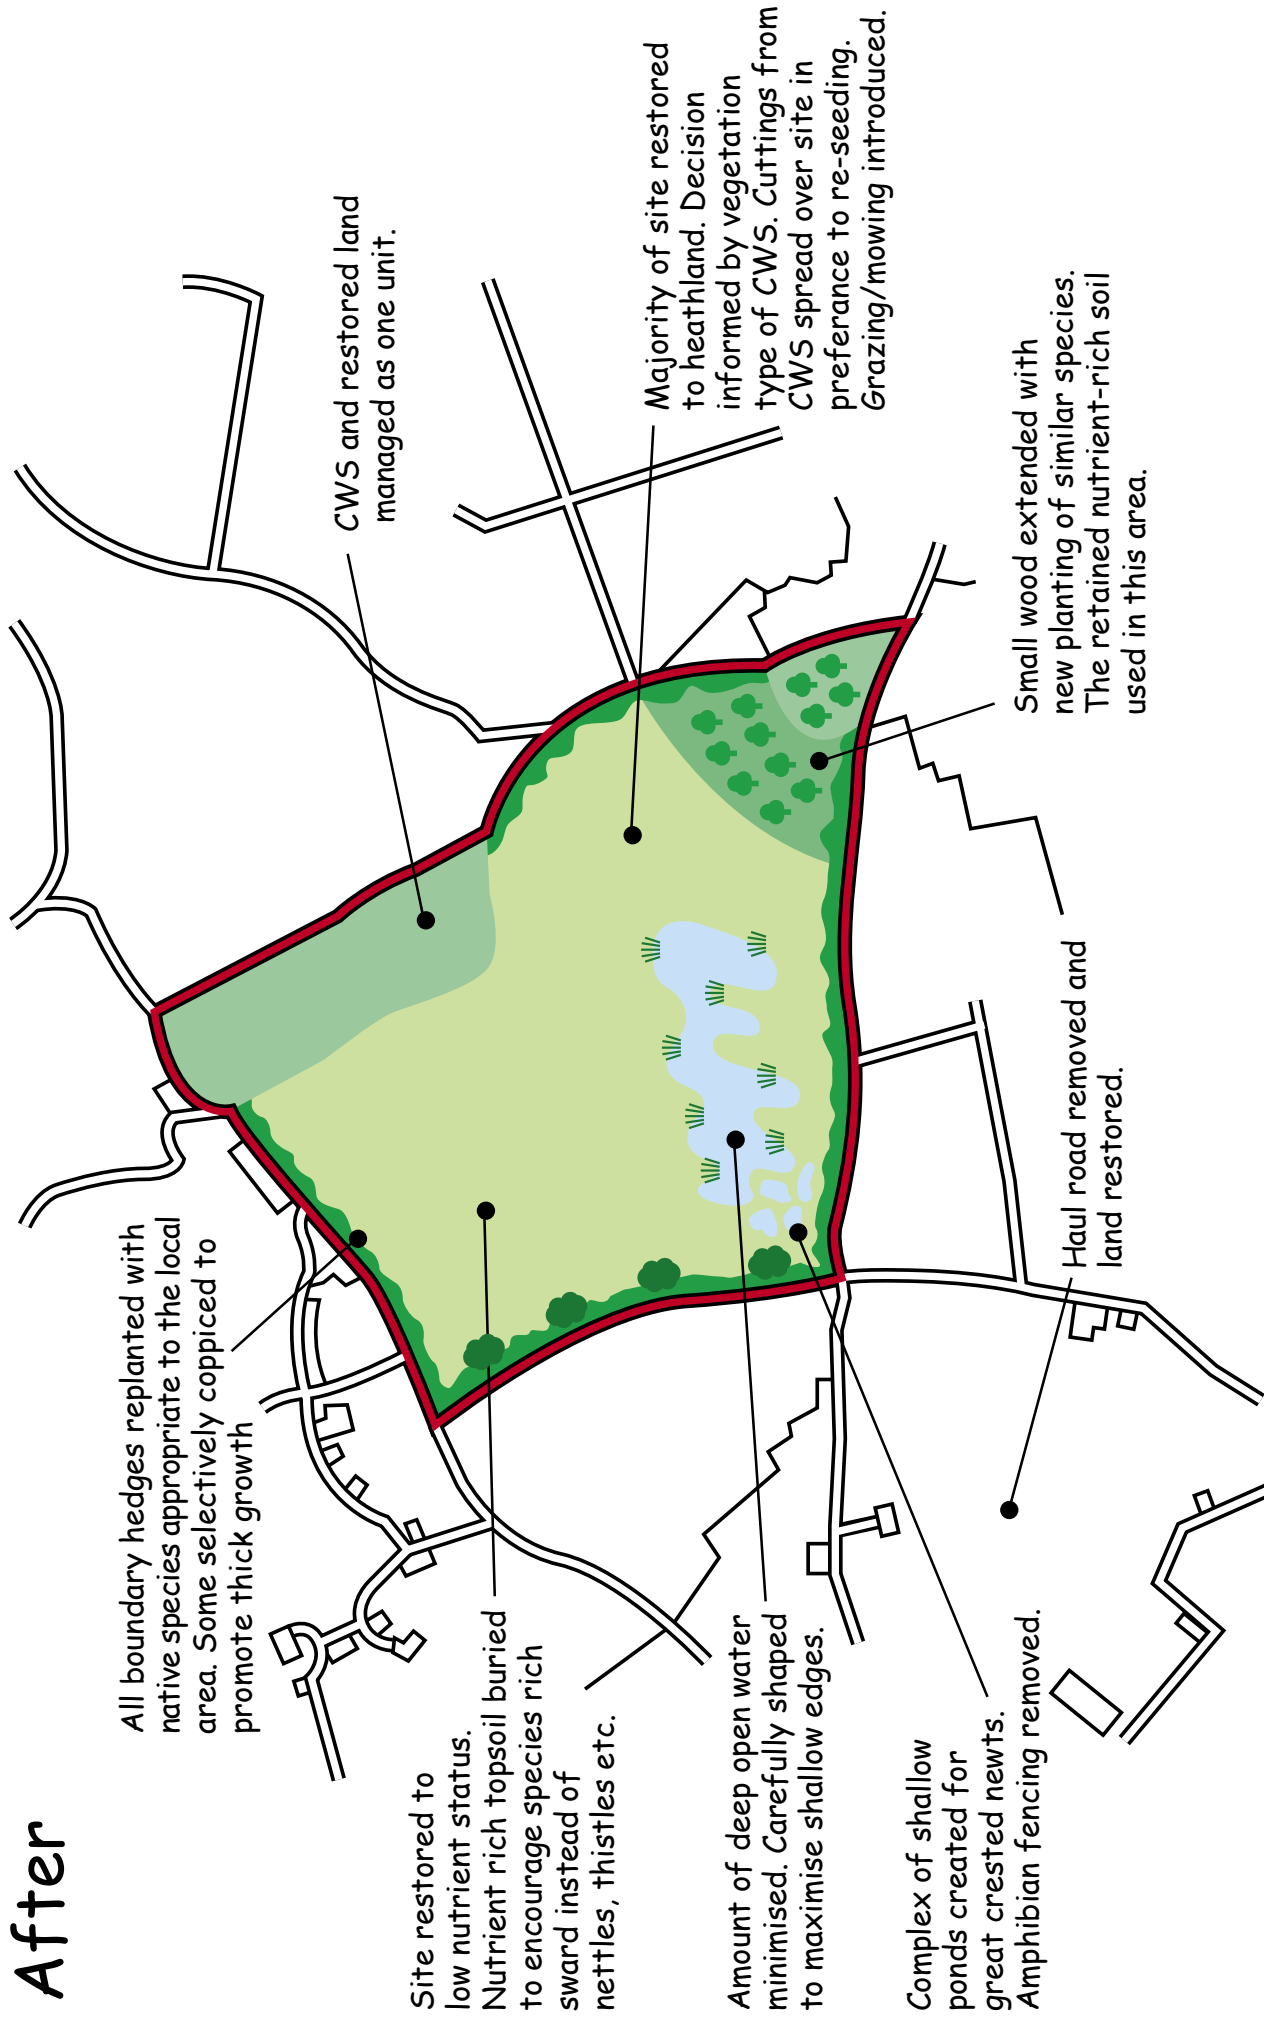 After
All boundary hedges replanted with
native species appropriate to the local
area. Some selectively coppiced to
promote thick growth
CWS and restored land
managed as one unit.
Site restored to
low nutrient status.
Nutrient rich topsoil buried
to encourage species rich
sward instead of
nettles, thistles etc.
Majority of site restored
to heathland. Decision
informed by vegetation
type of CWS. Cuttings from
CWS spread over site in
preferance to re-seeding.
Grazing/mowing introduced.
Amount of deep open water
minimised. Carefully shaped
to maximise shallow edges.
Complex of shallow
ponds created for
great crested newts.
Amphibian fencing removed.
Haul road removed and
land restored.
Small wood extended with
new planting of similar species.
The retained nutrient-rich soil
used in this area.